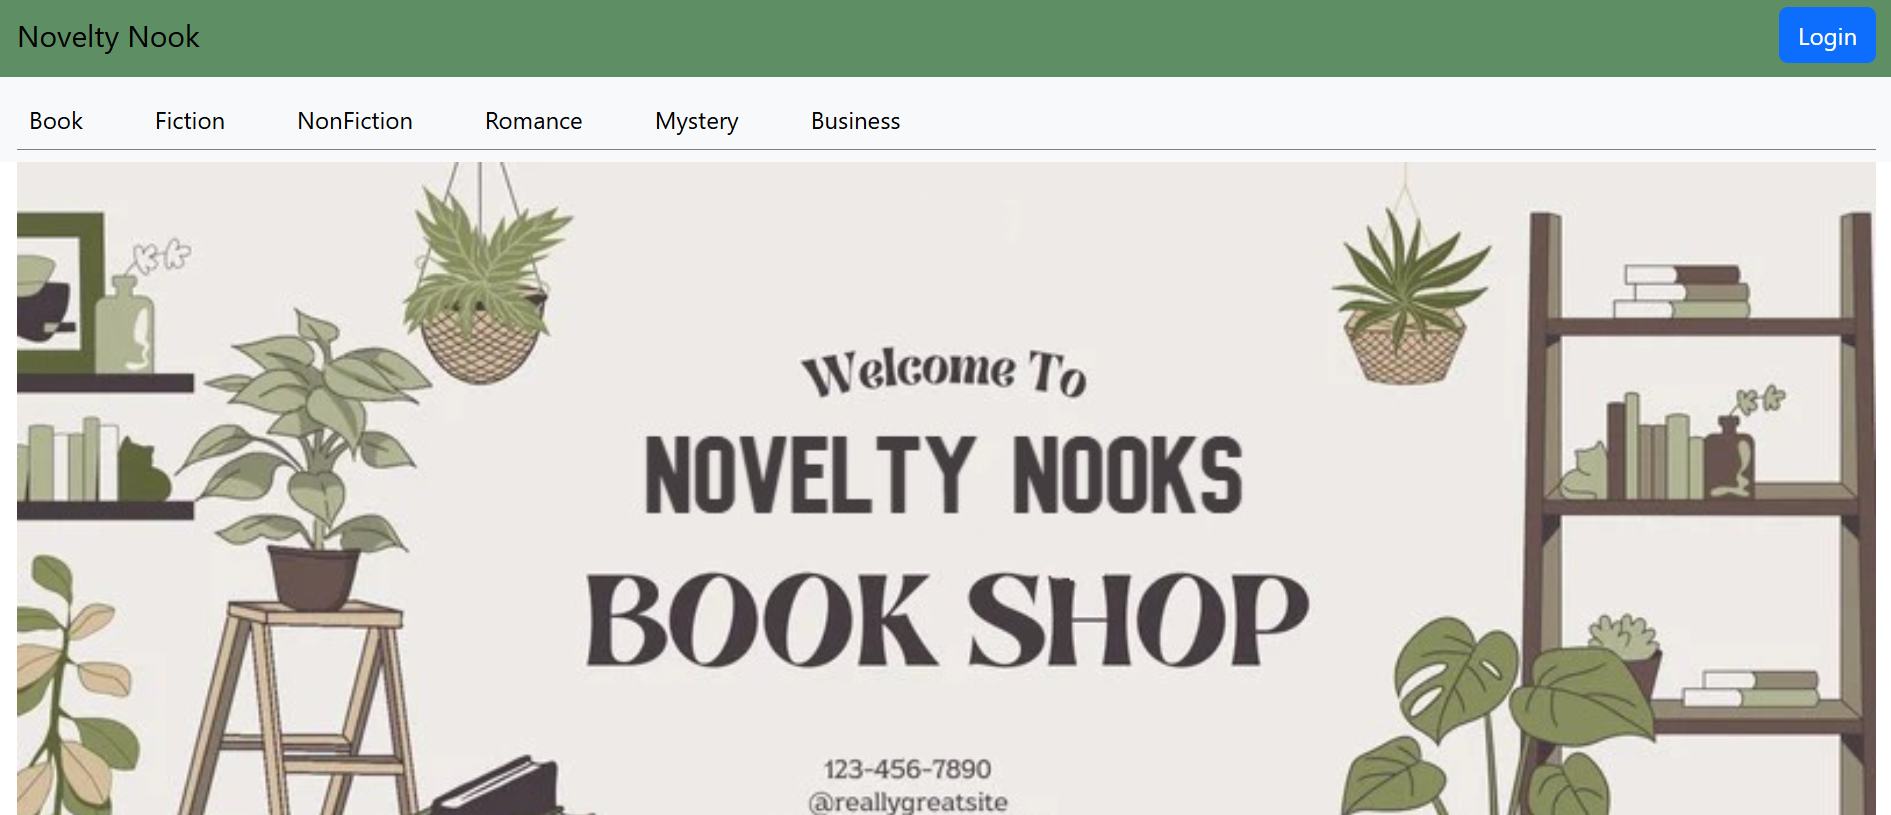 Novelty Nook
Login
Book Fiction NonFiction Romance Mystery Business
Welcome To
NOVELTY NOOKS
BOOK SHOP
123-456-7890
@reallygreatsite